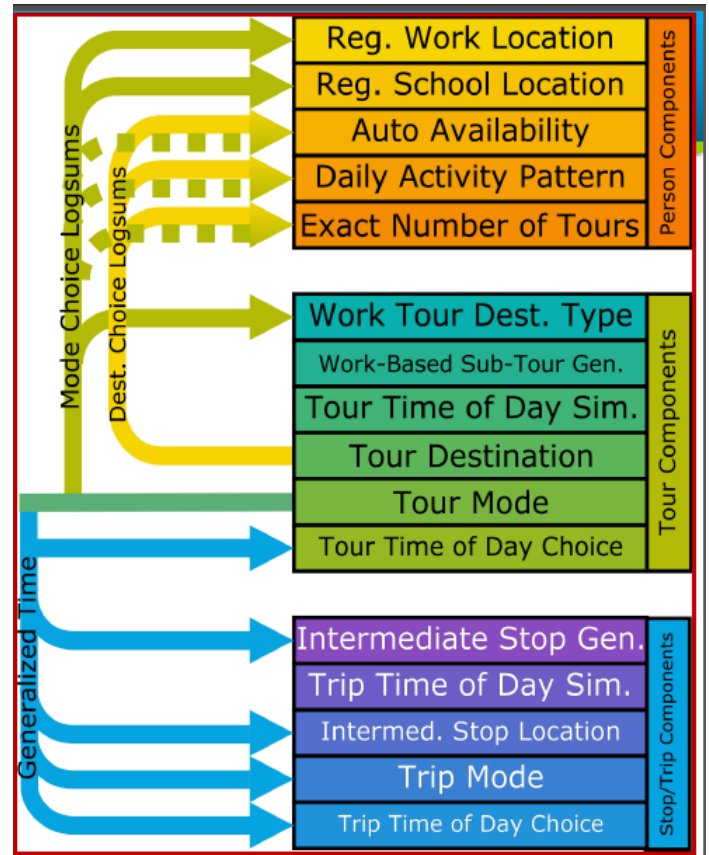 Reg. Work Location
Reg. School Location
Auto Availability
Daily Activity Pattern
Exact Number of Tours
Person Components
Mode Choice Logsums
Dest. Choice Logsums
Work Tour Dest. Type
Work-Based Sub-Tour Gen.
Tour Time of Day Sim.
Tour Destination
Tour Mode
Tour Time of Day Choice
Tour Components
Generalized Time
Intermediate Stop Gen.
Trip Time of Day Sim.
Intermed. Stop Location
Trip Mode
Trip Time of Day Choice
Stop/Trip Components